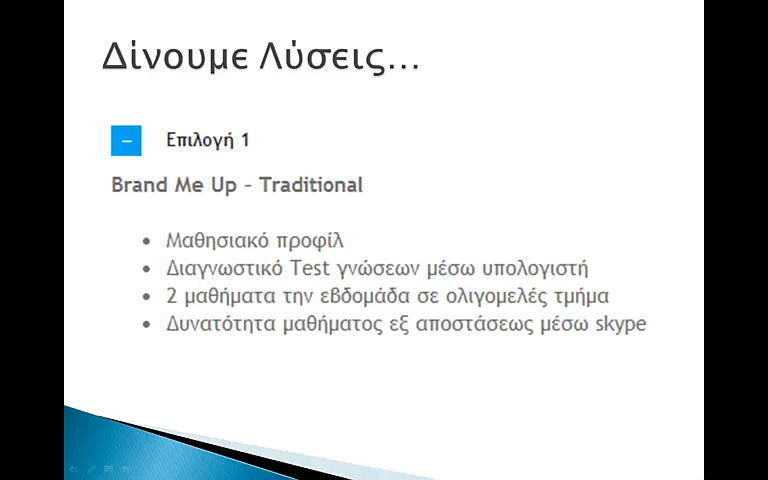 Δίνουμε Λύσεις...
Επιλογή 1
Brand Me Up – Traditional
• Μαθησιακό προφίλ
• Διαγνωστικό Test γνώσεων μέσω υπολογιστή
• 2 μαθήματα την εβδομάδα σε ολιγομελές τμήμα
• Δυνατότητα μαθήματος εξ αποστάσεως μέσω skype